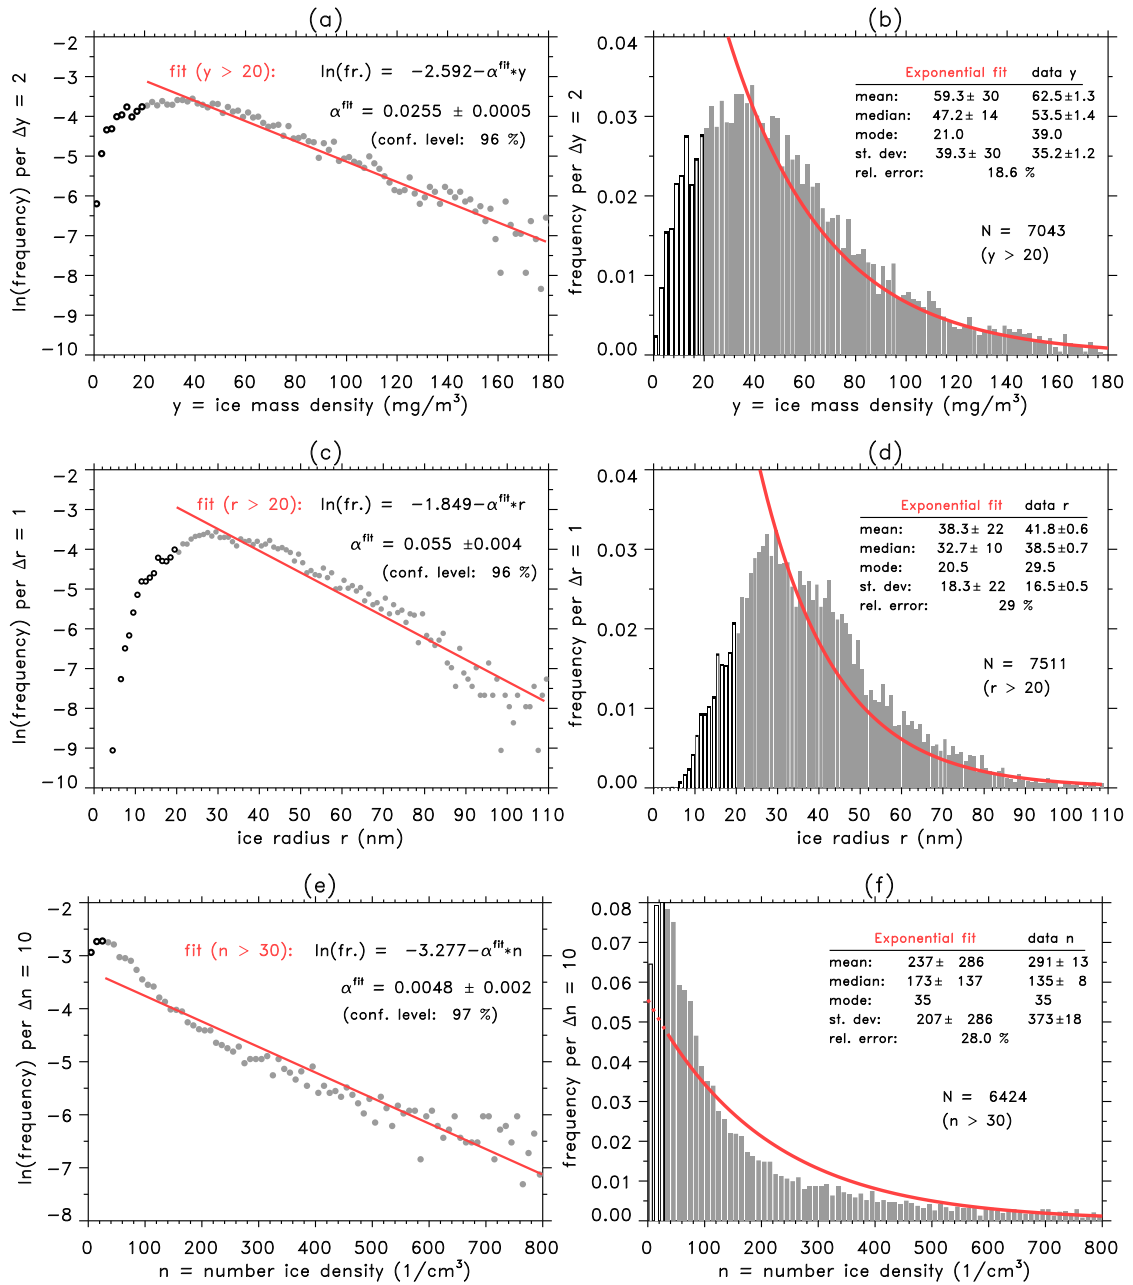 (a)
fit (y > 20): ln(fr.) = −2.592−α^fit*y
α^fit = 0.0255 ± 0.0005
(conf. level: 96 %)
ln(frequency) per Δy = 2
−2
−3
−4
−5
−6
−7
−8
−9
−10
0 20 40 60 80 100 120 140 160 180
y = ice mass density (mg/m³)
(b)
Exponential fit data y
mean: 59.3± 30 62.5±1.3
median: 47.2± 14 53.5±1.4
mode: 21.0 39.0
st. dev: 39.3± 30 35.2±1.2
rel. error: 18.6 %
N = 7043
(y > 20)
frequency per Δy = 2
0.04
0.03
0.02
0.01
0.00
0 20 40 60 80 100 120 140 160 180
y = ice mass density (mg/m³)
(c)
fit (r > 20): ln(fr.) = −1.849−α^fit*r
α^fit = 0.055 ±0.004
(conf. level: 96 %)
ln(frequency) per Δr = 1
−2
−3
−4
−5
−6
−7
−8
−9
−10
0 10 20 30 40 50 60 70 80 90 100 110
ice radius r (nm)
(d)
Exponential fit data r
mean: 38.3± 22 41.8±0.6
median: 32.7± 10 38.5±0.7
mode: 20.5 29.5
st. dev: 18.3± 22 16.5±0.5
rel. error: 29 %
N = 7511
(r > 20)
frequency per Δr = 1
0.04
0.03
0.02
0.01
0.00
0 10 20 30 40 50 60 70 80 90 100 110
ice radius r (nm)
(e)
fit (n > 30): ln(fr.) = −3.277−α^fit*n
α^fit = 0.0048 ± 0.002
(conf. level: 97 %)
ln(frequency) per Δn = 10
−2
−3
−4
−5
−6
−7
−8
0 100 200 300 400 500 600 700 800
n = number ice density (1/cm³)
(f)
Exponential fit data n
mean: 237± 286 291± 13
median: 173± 137 135± 8
mode: 35 35
st. dev: 207± 286 373±18
rel. error: 28.0 %
N = 6424
(n > 30)
frequency per Δn = 10
0.08
0.07
0.06
0.05
0.04
0.03
0.02
0.01
0.00
0 100 200 300 400 500 600 700 800
n = number ice density (1/cm³)